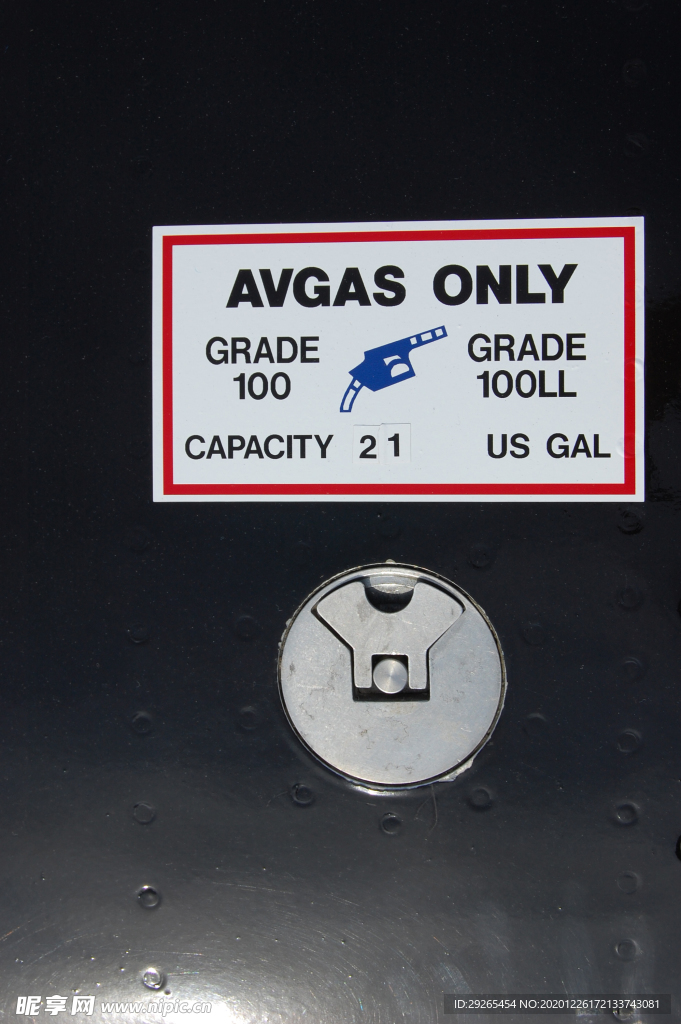 AVGAS ONLY
GRADE 100
GRADE 100LL
CAPACITY 21 US GAL
昵享网 www.nipic.cn
ID:29265454 NO:20201226172133743081